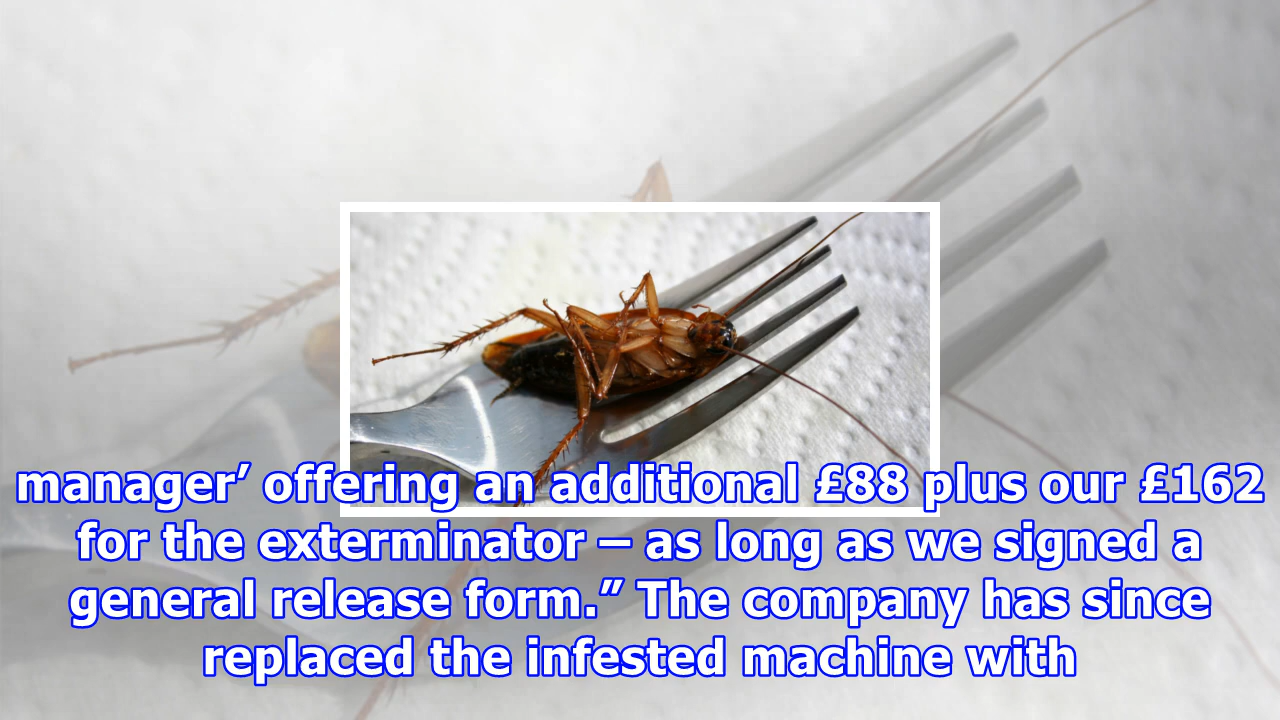 manager’ offering an additional £88 plus our £162
for the exterminator – as long as we signed a
general release form.” The company has since
replaced the infested machine with